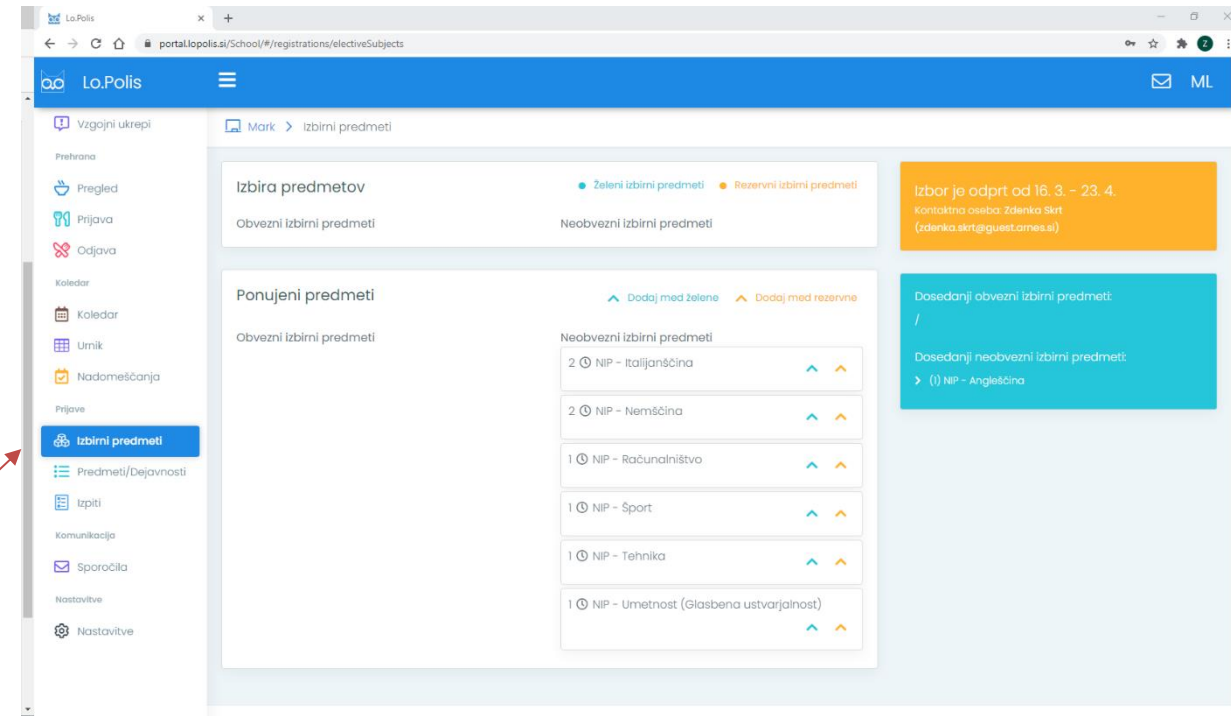 Lo.Polis
portal.lopolis.si/School/#/registrations/electiveSubjects
Z
Lo.Polis
ML
Vzgojni ukrepi
Prehrana
Pregled
Prijava
Odjava
Koledar
Koledar
Urnik
Nadomeščanja
Prijave
Izbirni predmeti
Predmeti/Dejavnosti
Izpiti
Komunikacija
Sporočila
Nastavitve
Nastavitve
Mark > Izbirni predmeti
Izbira predmetov
Želeni izbirni predmeti
Rezervni izbirni predmeti
Obvezni izbirni predmeti
Neobvezni izbirni predmeti
Ponujeni predmeti
Dodaj med želene
Dodaj med rezervne
Obvezni izbirni predmeti
Neobvezni izbirni predmeti
2 NIP - Italijanščina
2 NIP - Nemščina
1 NIP - Računalništvo
1 NIP - Šport
1 NIP - Tehnika
1 NIP - Umetnost (Glasbena ustvarjalnost)
Izbor je odprt od 16. 3. - 23. 4.
Kontaktna oseba: Zdenka Skrt
(zdenka.skrt@guest.arnes.si)
Dosedanji obvezni izbirni predmeti:
/
Dosedanji neobvezni izbirni predmeti:
> (1) NIP - Angleščina